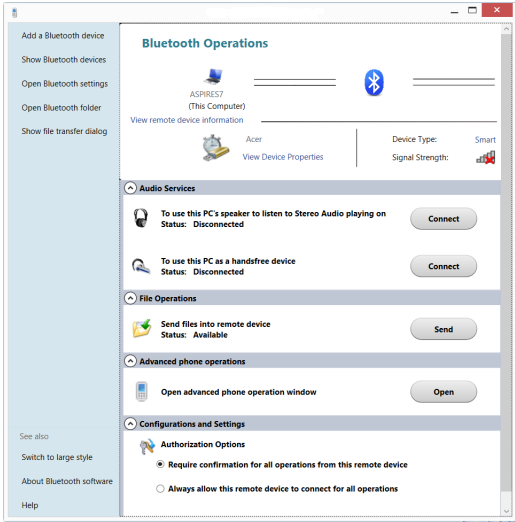 Add a Bluetooth device
Show Bluetooth devices
Open Bluetooth settings
Open Bluetooth folder
Show file transfer dialog
See also
Switch to large style
About Bluetooth software
Help
Bluetooth Operations
ASPIRES7
(This Computer)
View remote device information
Acer
View Device Properties
Device Type: Smart
Signal Strength:
Audio Services
To use this PC's speaker to listen to Stereo Audio playing on
Status: Disconnected
Connect
To use this PC as a handsfree device
Status: Disconnected
Connect
File Operations
Send files into remote device
Status: Available
Send
Advanced phone operations
Open advanced phone operation window
Open
Configurations and Settings
Authorization Options
Require confirmation for all operations from this remote device
Always allow this remote device to connect for all operations